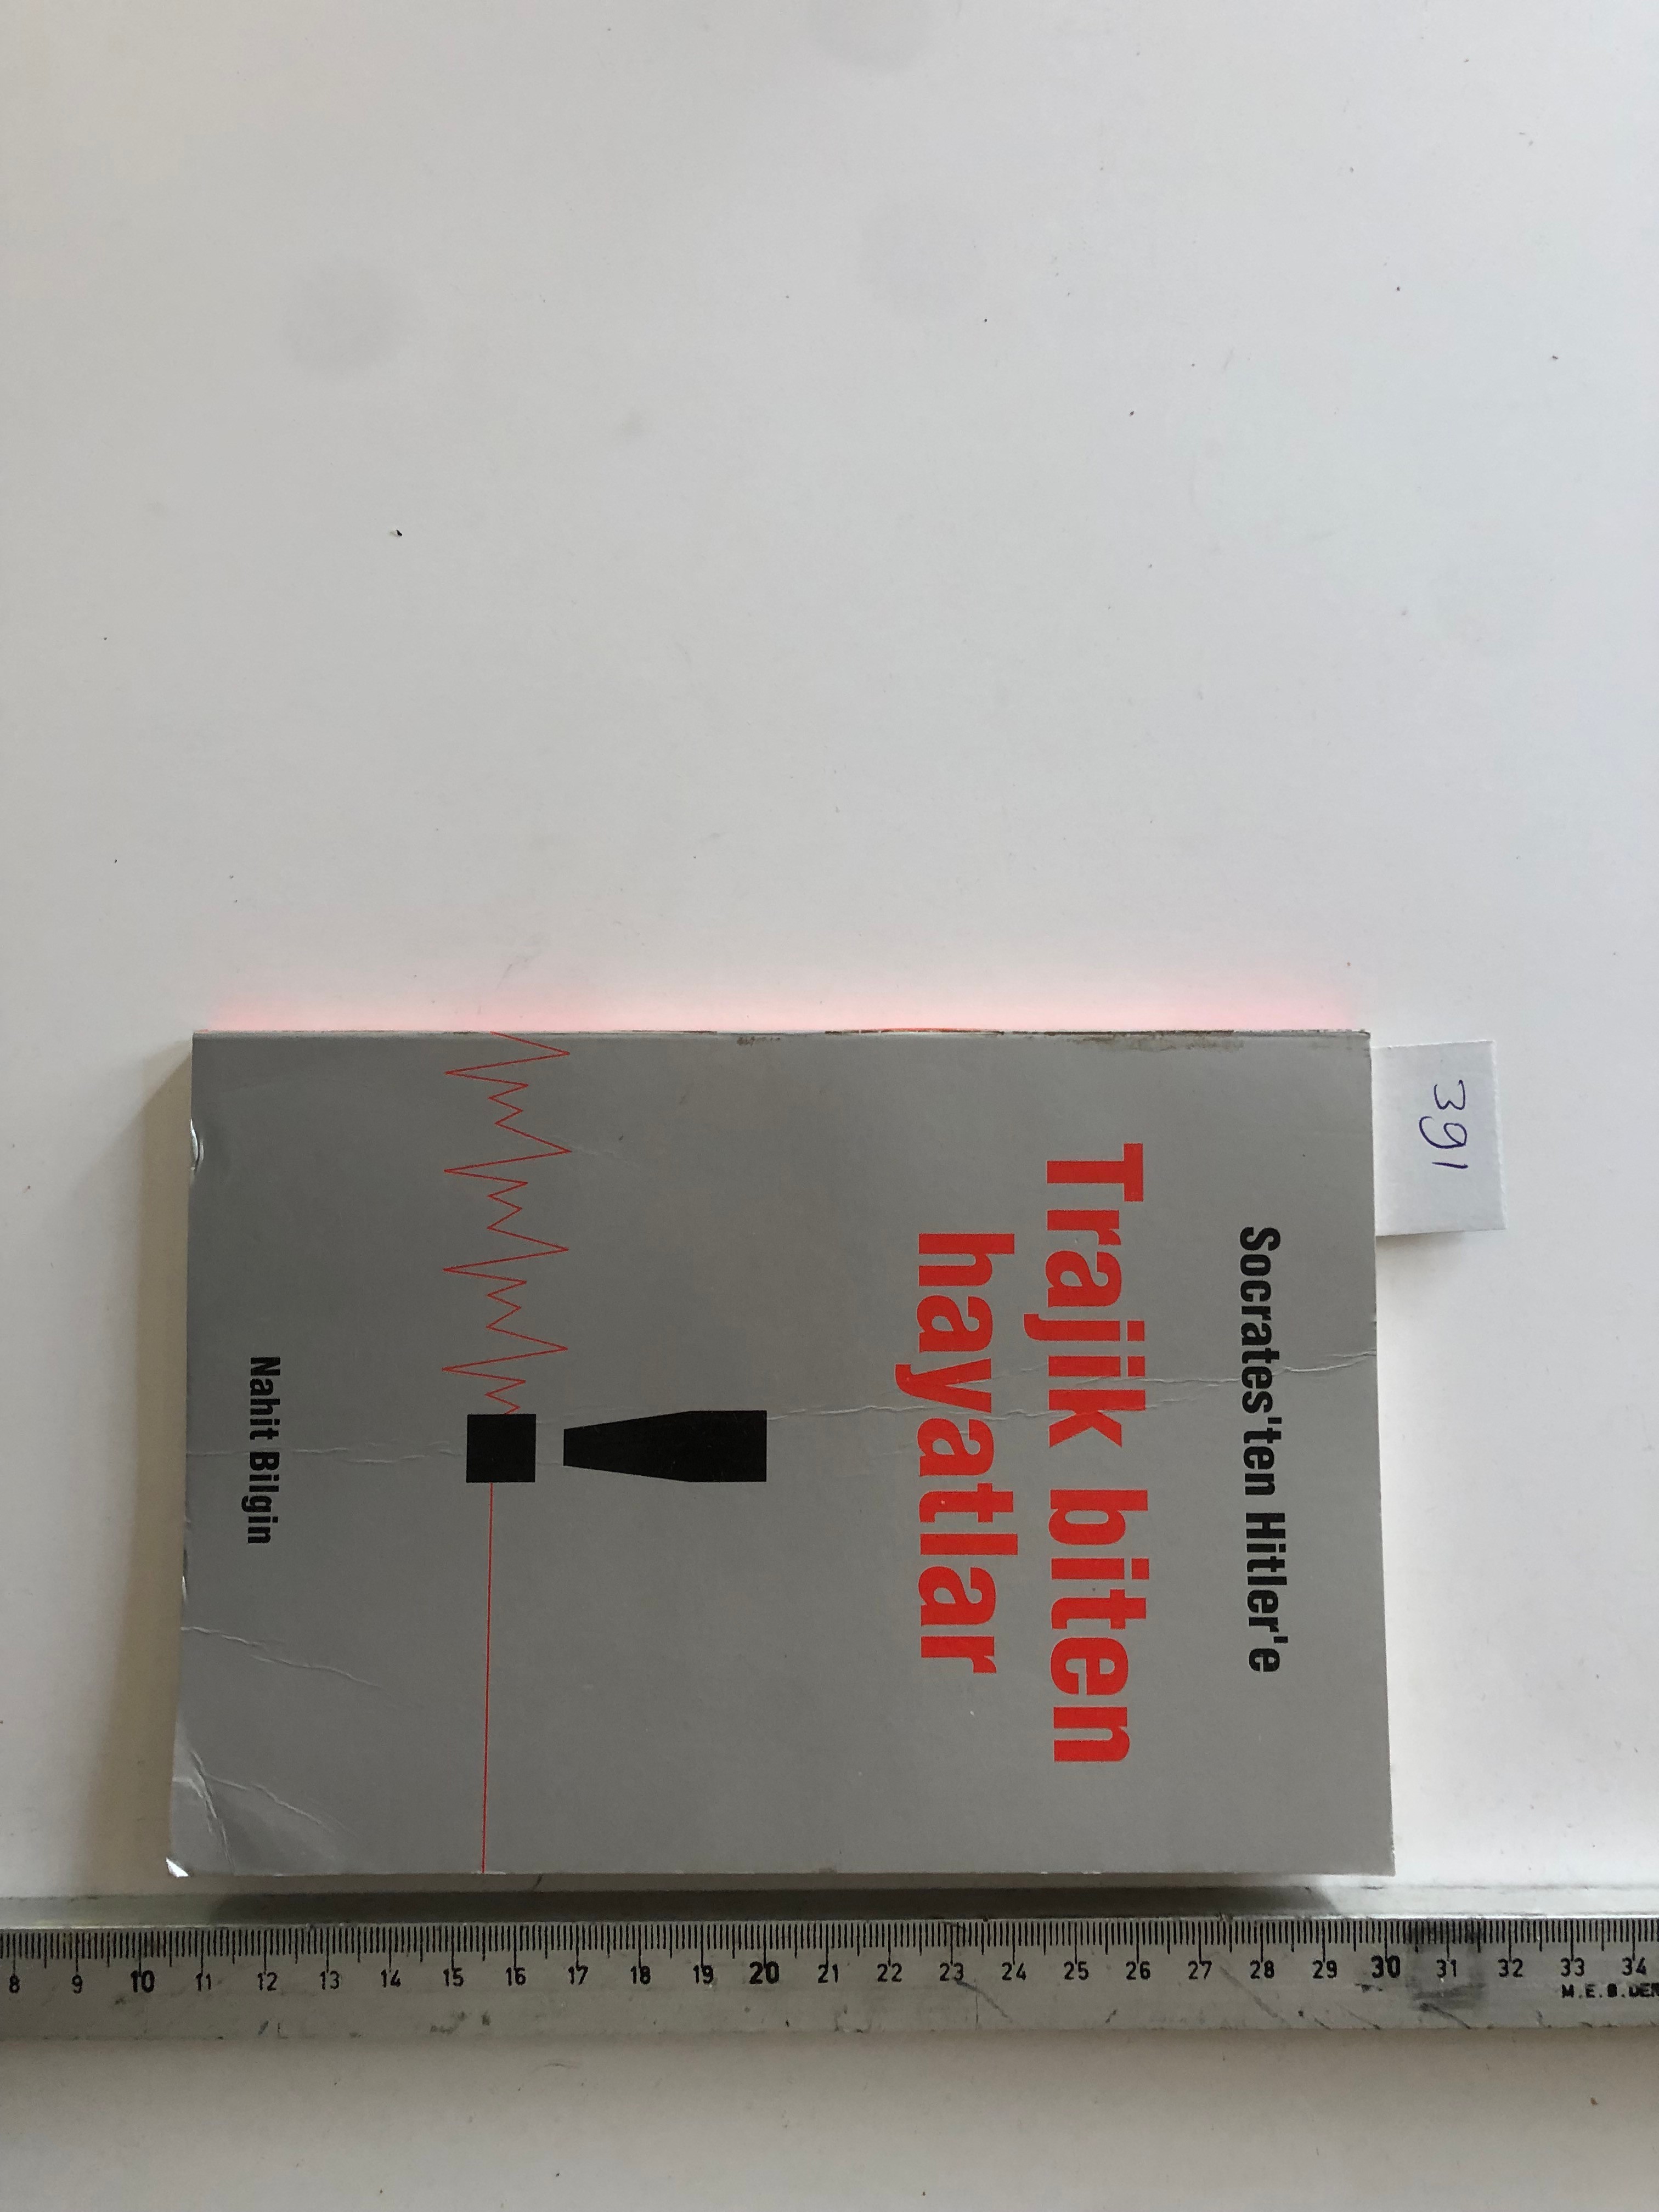 391
Socrates'ten Hitler'e
Trajik biten
hayatlar
!
Nahit Bilgin
8 9 10 11 12 13 14 15 16 17 18 19 20 21 22 23 24 25 26 27 28 29 30 31 32 33 34